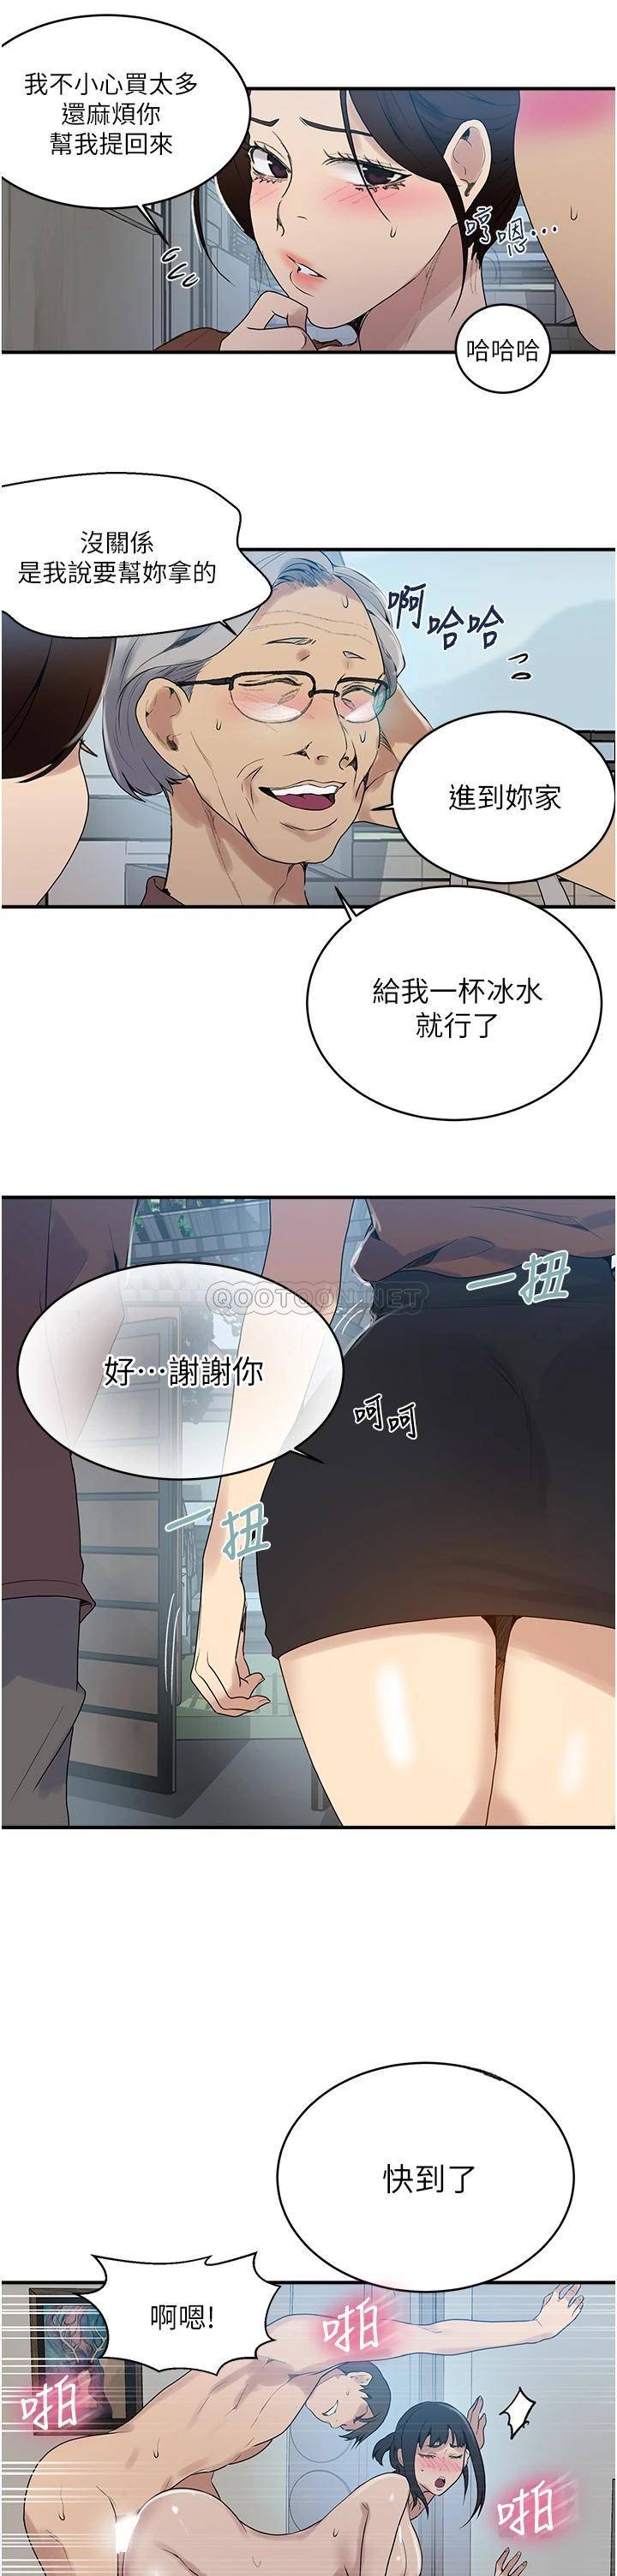 我不小心買太多
還麻煩你
幫我提回來
哼嗯…
哈哈哈
沒關係
是我說要幫妳拿的
啊哈哈
進到妳家
給我一杯冰水
就行了
QOOTOON.NET
一扭
好…謝謝你
呵呵
一扭
快到了
啊嗯!
啪
啪
啪